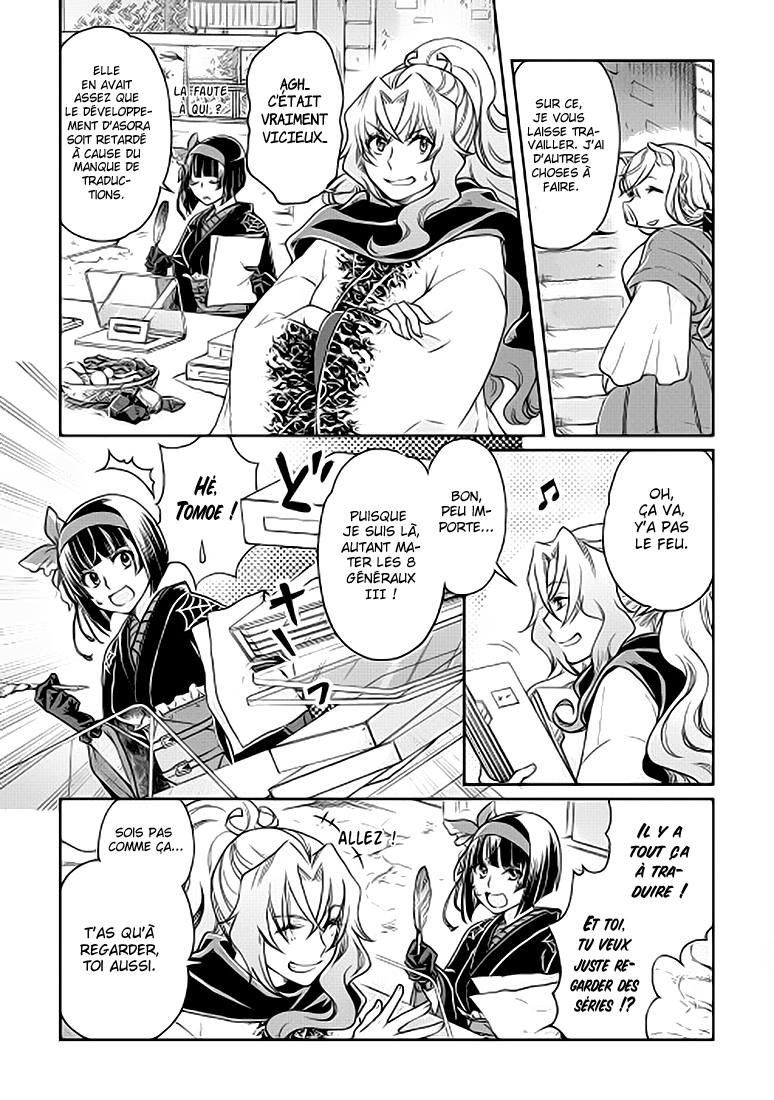 SUR CE,
JE VOUS
LAISSE TRA-
VAILLER. J'AI
D'AUTRES
CHOSES À
FAIRE.
AGH...
C'ÉTAIT
VRAIMENT
VICIEUX...
LA FAUTE
À QUI ?
ELLE
EN AVAIT
ASSEZ QUE
LE DÉVELOPPE-
MENT D'ASORA
SOIT RETARDÉ
À CAUSE DU
MANQUE DE
TRADUC-
TIONS.
OH,
ÇA VA,
Y'A PAS
LE FEU.
BON,
PEU IM-
PORTE...
PUISQUE
JE SUIS LÀ,
AUTANT MA-
TER LES 8
GÉNÉRAUX
III !
ビキッ
HÉ,
TOMOE !
IL Y A
TOUT ÇA
À TRA-
DUIRE !
ET TOI,
TU VEUX
JUSTE RE-
GARDER DES
SÉRIES !?
ALLEZ !
SOIS PAS
COMME ÇA...
T'AS QU'À
REGARDER,
TOI AUSSI.